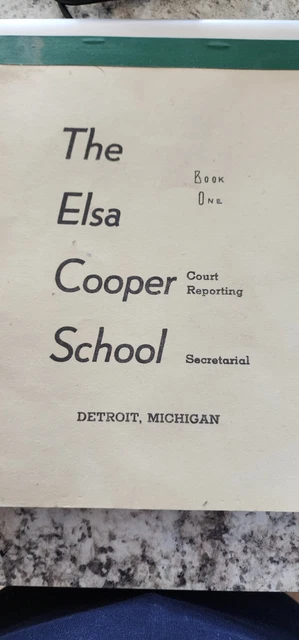 The
Book
One
Elsa
Cooper
Court
Reporting
School
Secretarial
DETROIT, MICHIGAN